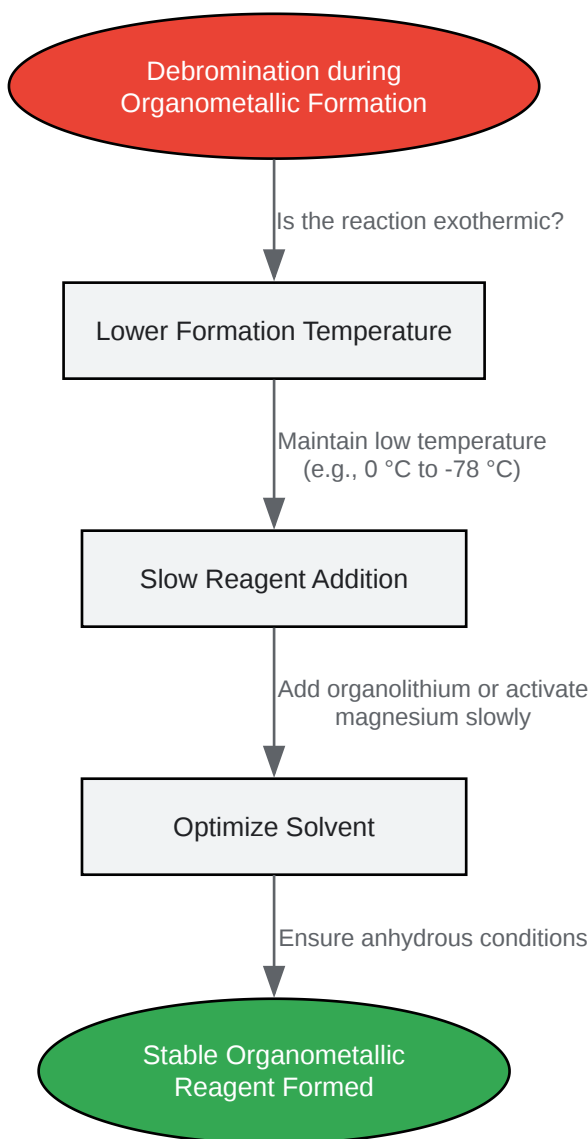 Debromination during
Organometallic Formation
Is the reaction exothermic?
Lower Formation Temperature
Maintain low temperature
(e.g., 0 °C to -78 °C)
Slow Reagent Addition
Add organolithium or activate
magnesium slowly
Optimize Solvent
Ensure anhydrous conditions
Stable Organometallic
Reagent Formed